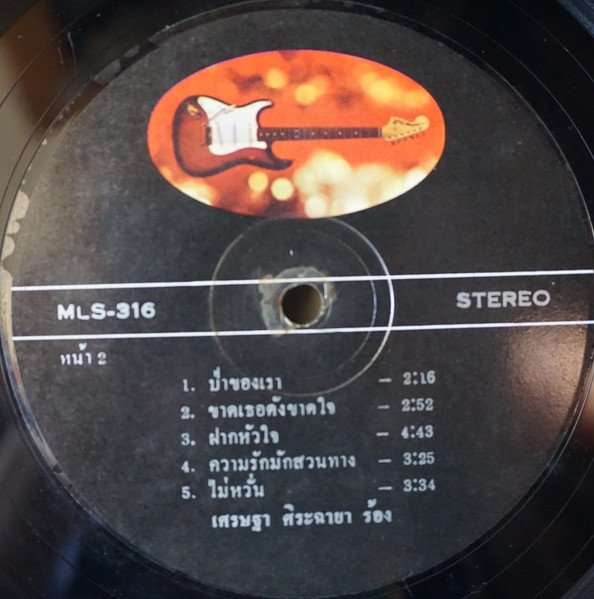 MLS-316
STEREO
หน้า 2
1. ป่าของเรา — 2:16
2. ขาดเธอดังขาดใจ — 2:52
3. ฝากหัวใจ — 4:43
4. ความรักมักสวนทาง — 3:25
5. ไม่หวั่น — 3:34
เศรษฐา ศิระฉายา ร้อง